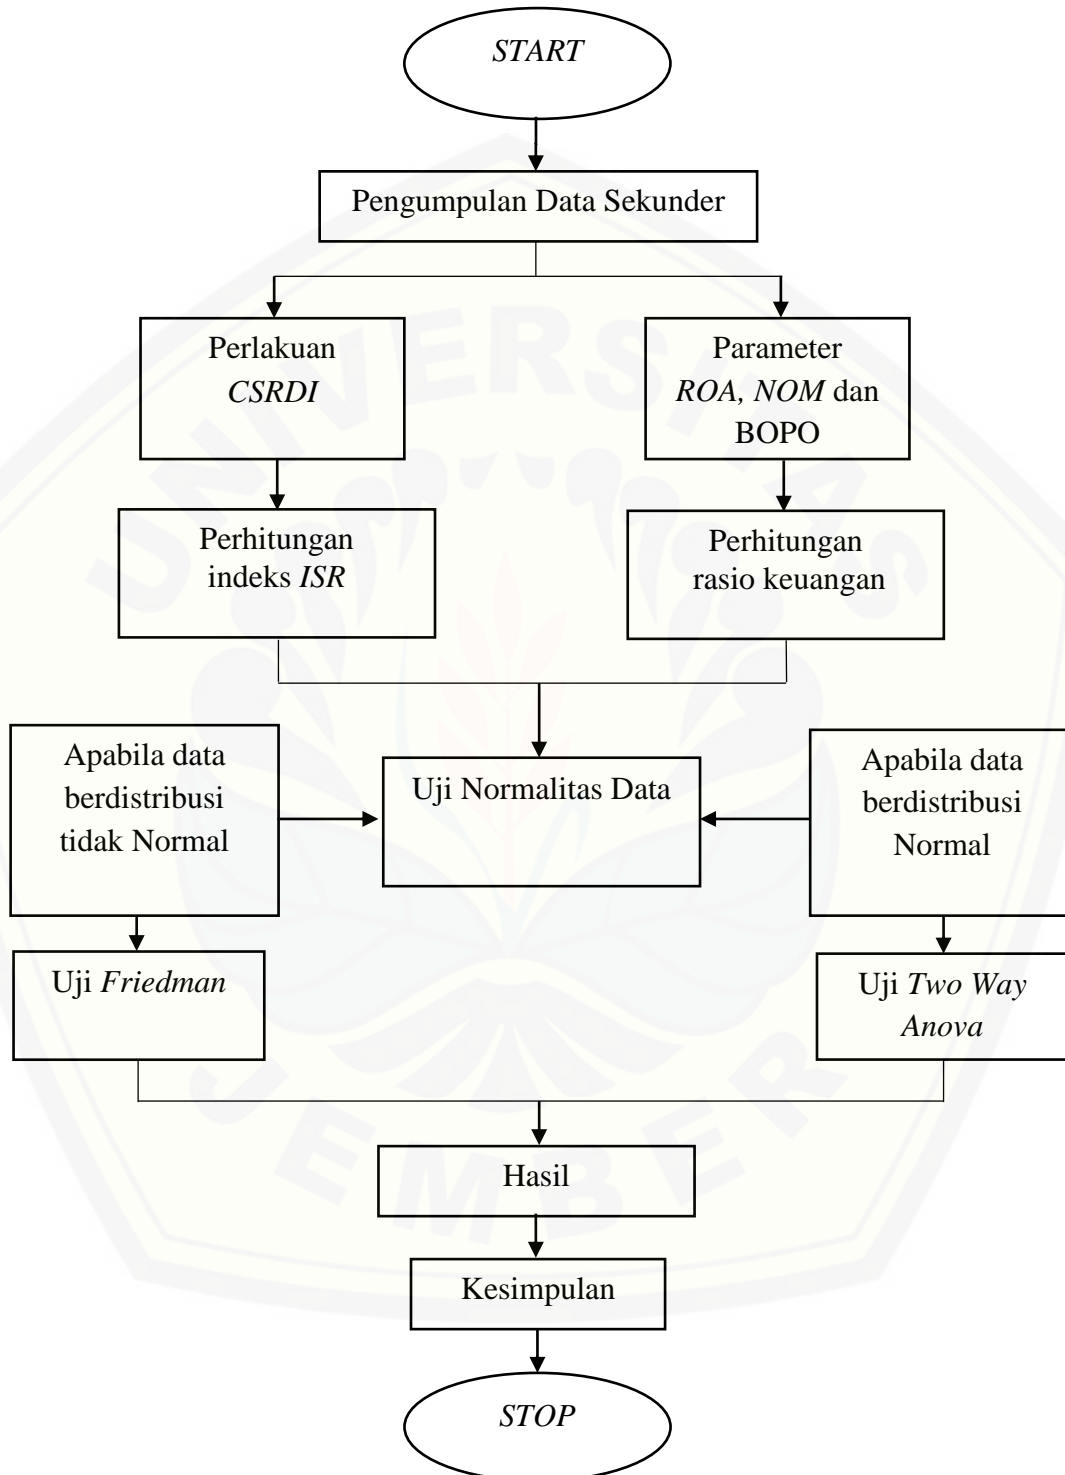 START
Pengumpulan Data Sekunder
Perlakuan
CSRDI
Parameter
ROA, NOM dan
BOPO
Perhitungan
indeks ISR
Perhitungan
rasio keuangan
Apabila data
berdistribusi
tidak Normal
Uji Normalitas Data
Apabila data
berdistribusi
Normal
Uji Friedman
Uji Two Way
Anova
Hasil
Kesimpulan
STOP
UNIVERSITAS
JEMBER